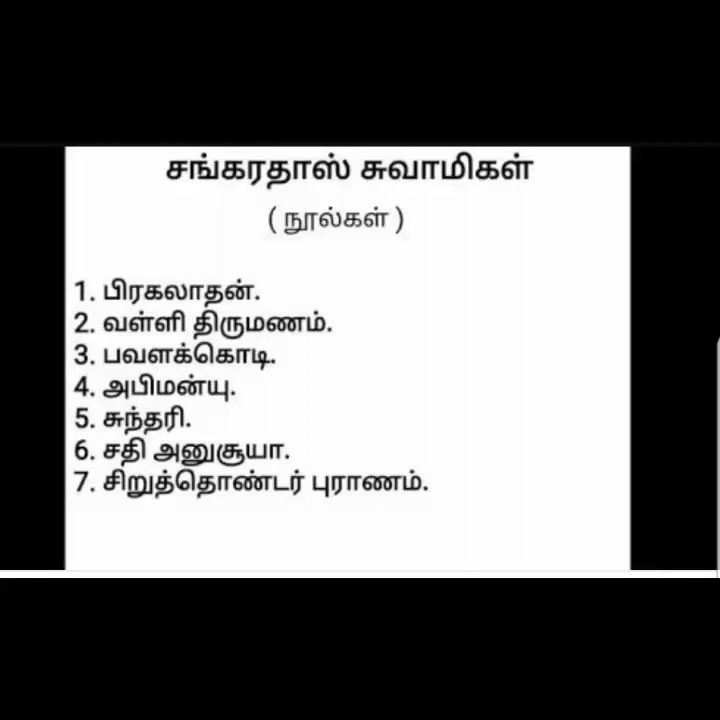 சங்கரதாஸ் சுவாமிகள்
( நூல்கள் )
1. பிரகலாதன்.
2. வள்ளி திருமணம்.
3. பவளக்கொடி.
4. அபிமன்யு.
5. சுந்தரி.
6. சதி அனுசூயா.
7. சிறுத்தொண்டர் புராணம்.